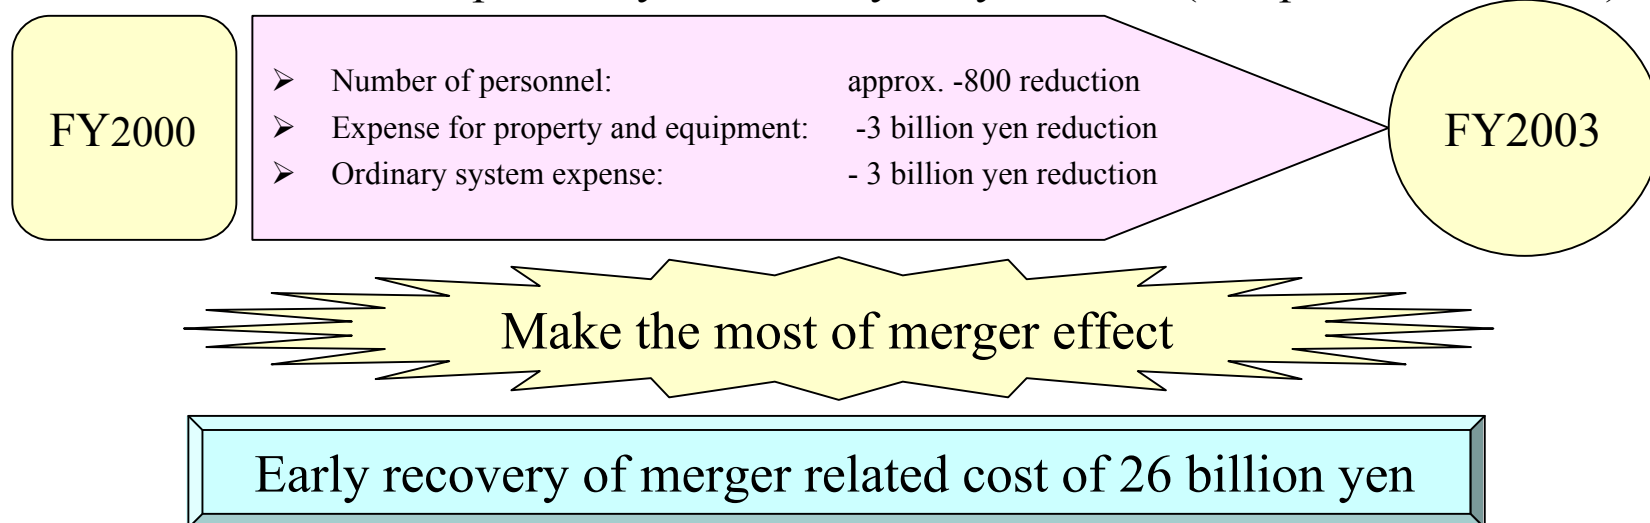 FY2000
➢ Number of personnel: approx. -800 reduction
➢ Expense for property and equipment: -3 billion yen reduction
➢ Ordinary system expense: - 3 billion yen reduction
FY2003
Make the most of merger effect
Early recovery of merger related cost of 26 billion yen